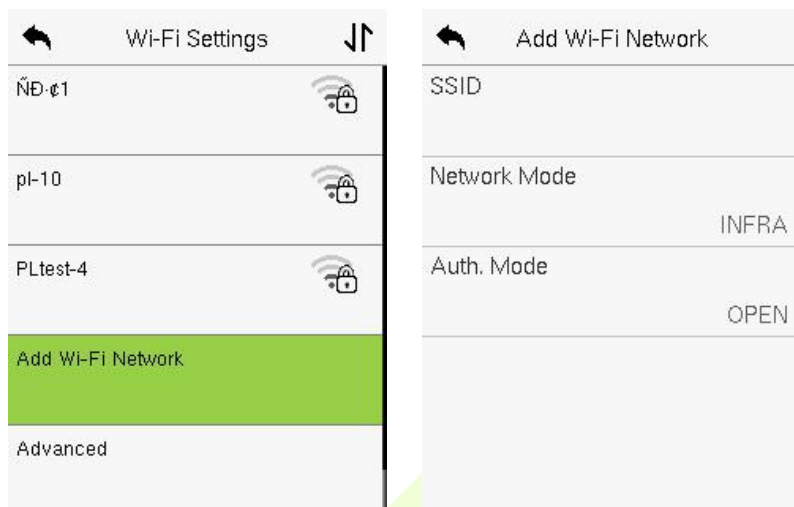 Wi-Fi Settings
ÑÐ·¢1
pl-10
PLtest-4
Add Wi-Fi Network
Advanced
Add Wi-Fi Network
SSID
Network Mode
INFRA
Auth. Mode
OPEN